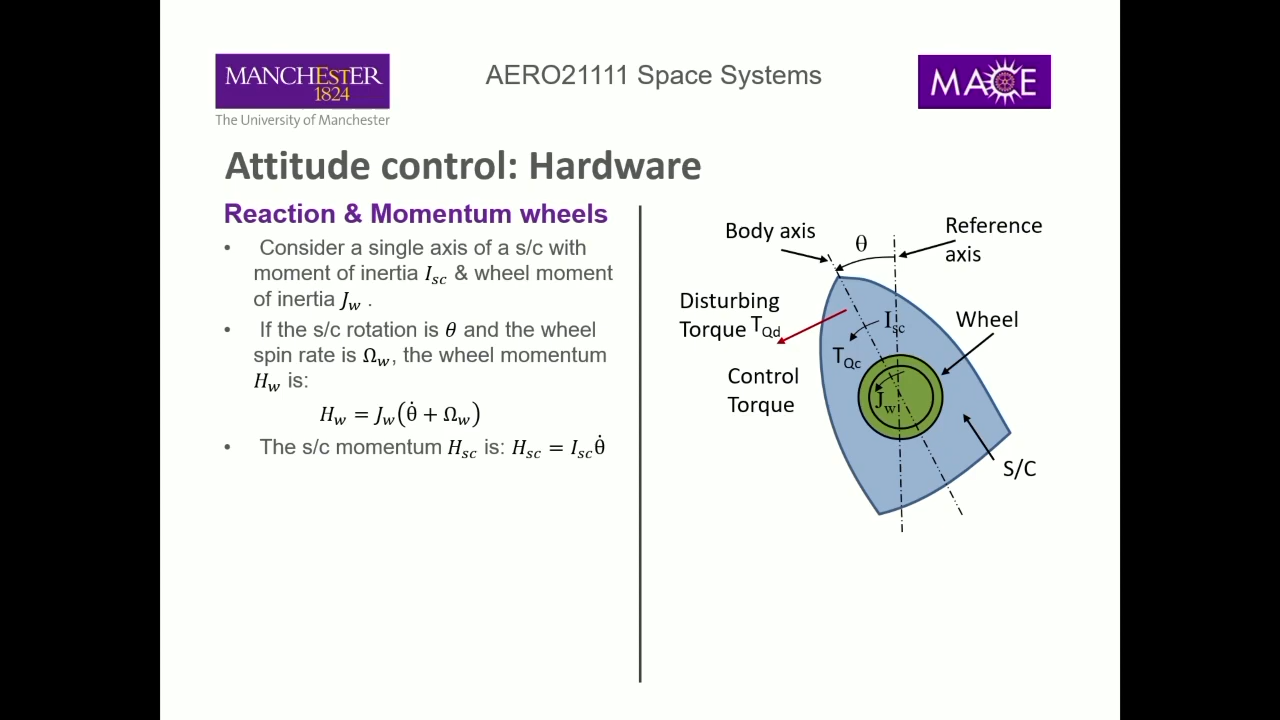 MANCHESTER
1824
The University of Manchester
AERO21111 Space Systems
MACE
Attitude control: Hardware
Reaction & Momentum wheels
• Consider a single axis of a s/c with
moment of inertia I_sc & wheel moment
of inertia J_w .
• If the s/c rotation is θ and the wheel
spin rate is Ω_w, the wheel momentum
H_w is:
H_w = J_w(θ̇ + Ω_w)
• The s/c momentum H_sc is: H_sc = I_sc θ̇
Body axis
θ
Reference
axis
Disturbing
Torque T_Qd
I_sc
Wheel
T_Qc
Control
Torque
J_w
S/C